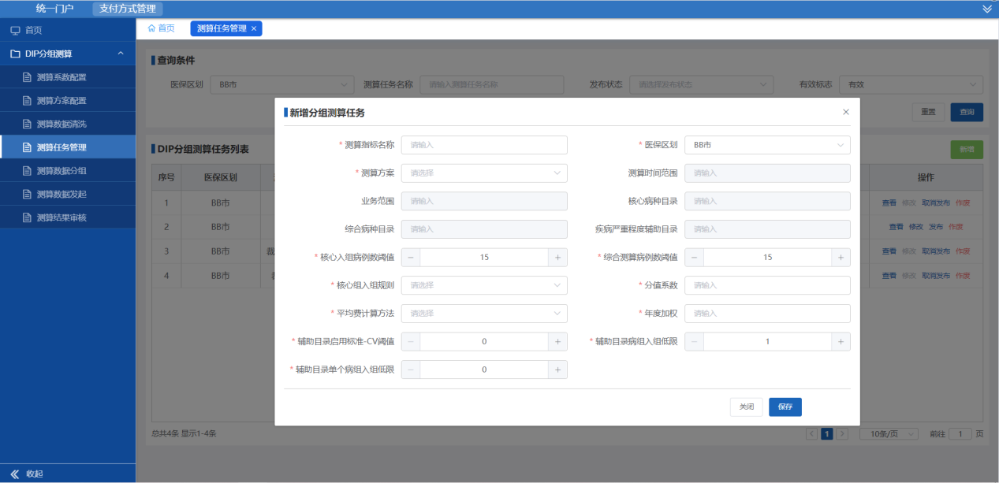 统一门户 支付方式管理
首页
DIP分组测算
测算系数配置
测算方案配置
测算数据清洗
测算任务管理
测算数据分组
测算数据发起
测算结果审核
收起
首页 测算任务管理 ×
查询条件
医保区划 BB市 测算任务名称 请输入测算任务名称 发布状态 请选择发布状态 有效标志 有效
重置 查询
DIP分组测算任务列表 新增
序号 医保区划 操作
1 BB市 查看 修改 取消发布 作废
2 BB市 查看 修改 发布 作废
3 BB市 查看 修改 取消发布 作废
4 BB市 查看 修改 取消发布 作废
总共4条 显示1-4条 1 10条/页 前往 1 页
新增分组测算任务 ×
* 测算指标名称 请输入 * 医保区划 BB市
* 测算方案 请选择 测算时间范围 请输入
业务范围 请输入 核心病种目录 请输入
综合病种目录 请输入 疾病严重程度辅助目录 请输入
* 核心入组病例数阈值 − 15 + * 综合测算病例数阈值 − 15 +
* 核心组入组规则 请选择 * 分值系数 请输入
* 平均费计算方法 请选择 * 年度加权 请输入
* 辅助目录启用标准-CV阈值 − 0 + * 辅助目录病组入组低限 − 1 +
* 辅助目录单个病组入组低限 − 0 +
关闭 保存